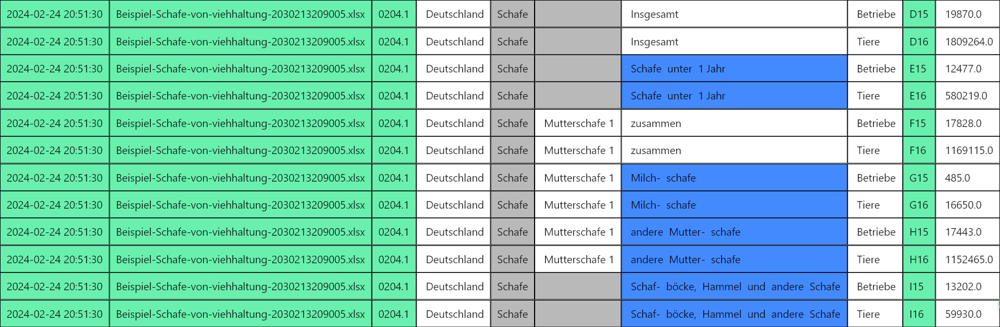 2024-02-24 20:51:30 Beispiel-Schafe-von-viehhaltung-2030213209005.xlsx 0204.1 Deutschland Schafe Insgesamt Betriebe D15 19870.0
2024-02-24 20:51:30 Beispiel-Schafe-von-viehhaltung-2030213209005.xlsx 0204.1 Deutschland Schafe Insgesamt Tiere D16 1809264.0
2024-02-24 20:51:30 Beispiel-Schafe-von-viehhaltung-2030213209005.xlsx 0204.1 Deutschland Schafe Schafe unter 1 Jahr Betriebe E15 12477.0
2024-02-24 20:51:30 Beispiel-Schafe-von-viehhaltung-2030213209005.xlsx 0204.1 Deutschland Schafe Schafe unter 1 Jahr Tiere E16 580219.0
2024-02-24 20:51:30 Beispiel-Schafe-von-viehhaltung-2030213209005.xlsx 0204.1 Deutschland Schafe Mutterschafe 1 zusammen Betriebe F15 17828.0
2024-02-24 20:51:30 Beispiel-Schafe-von-viehhaltung-2030213209005.xlsx 0204.1 Deutschland Schafe Mutterschafe 1 zusammen Tiere F16 1169115.0
2024-02-24 20:51:30 Beispiel-Schafe-von-viehhaltung-2030213209005.xlsx 0204.1 Deutschland Schafe Mutterschafe 1 Milch- schafe Betriebe G15 485.0
2024-02-24 20:51:30 Beispiel-Schafe-von-viehhaltung-2030213209005.xlsx 0204.1 Deutschland Schafe Mutterschafe 1 Milch- schafe Tiere G16 16650.0
2024-02-24 20:51:30 Beispiel-Schafe-von-viehhaltung-2030213209005.xlsx 0204.1 Deutschland Schafe Mutterschafe 1 andere Mutter- schafe Betriebe H15 17443.0
2024-02-24 20:51:30 Beispiel-Schafe-von-viehhaltung-2030213209005.xlsx 0204.1 Deutschland Schafe Mutterschafe 1 andere Mutter- schafe Tiere H16 1152465.0
2024-02-24 20:51:30 Beispiel-Schafe-von-viehhaltung-2030213209005.xlsx 0204.1 Deutschland Schafe Schaf- böcke, Hammel und andere Schafe Betriebe I15 13202.0
2024-02-24 20:51:30 Beispiel-Schafe-von-viehhaltung-2030213209005.xlsx 0204.1 Deutschland Schafe Schaf- böcke, Hammel und andere Schafe Tiere I16 59930.0